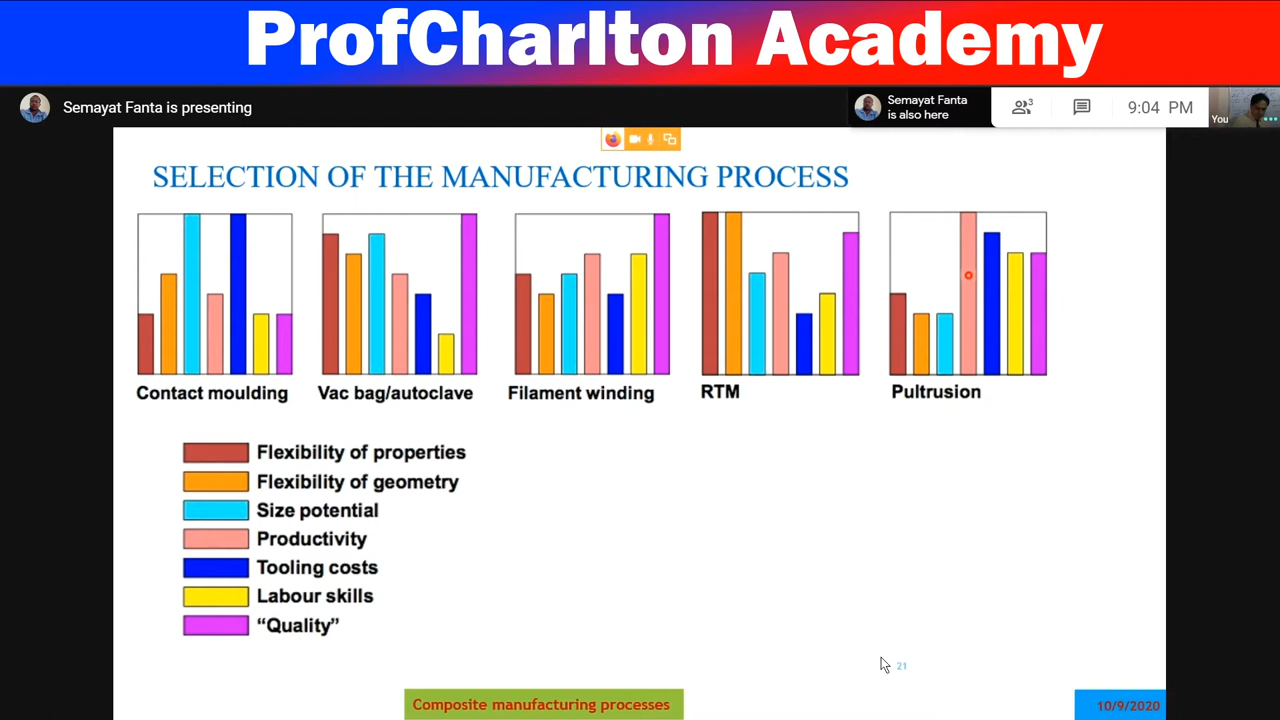 ProfCharlton Academy
Semayat Fanta is presenting
Semayat Fanta
is also here
3
9:04 PM
You
SELECTION OF THE MANUFACTURING PROCESS
Contact moulding
Vac bag/autoclave
Filament winding
RTM
Pultrusion
Flexibility of properties
Flexibility of geometry
Size potential
Productivity
Tooling costs
Labour skills
“Quality”
21
Composite manufacturing processes
10/9/2020